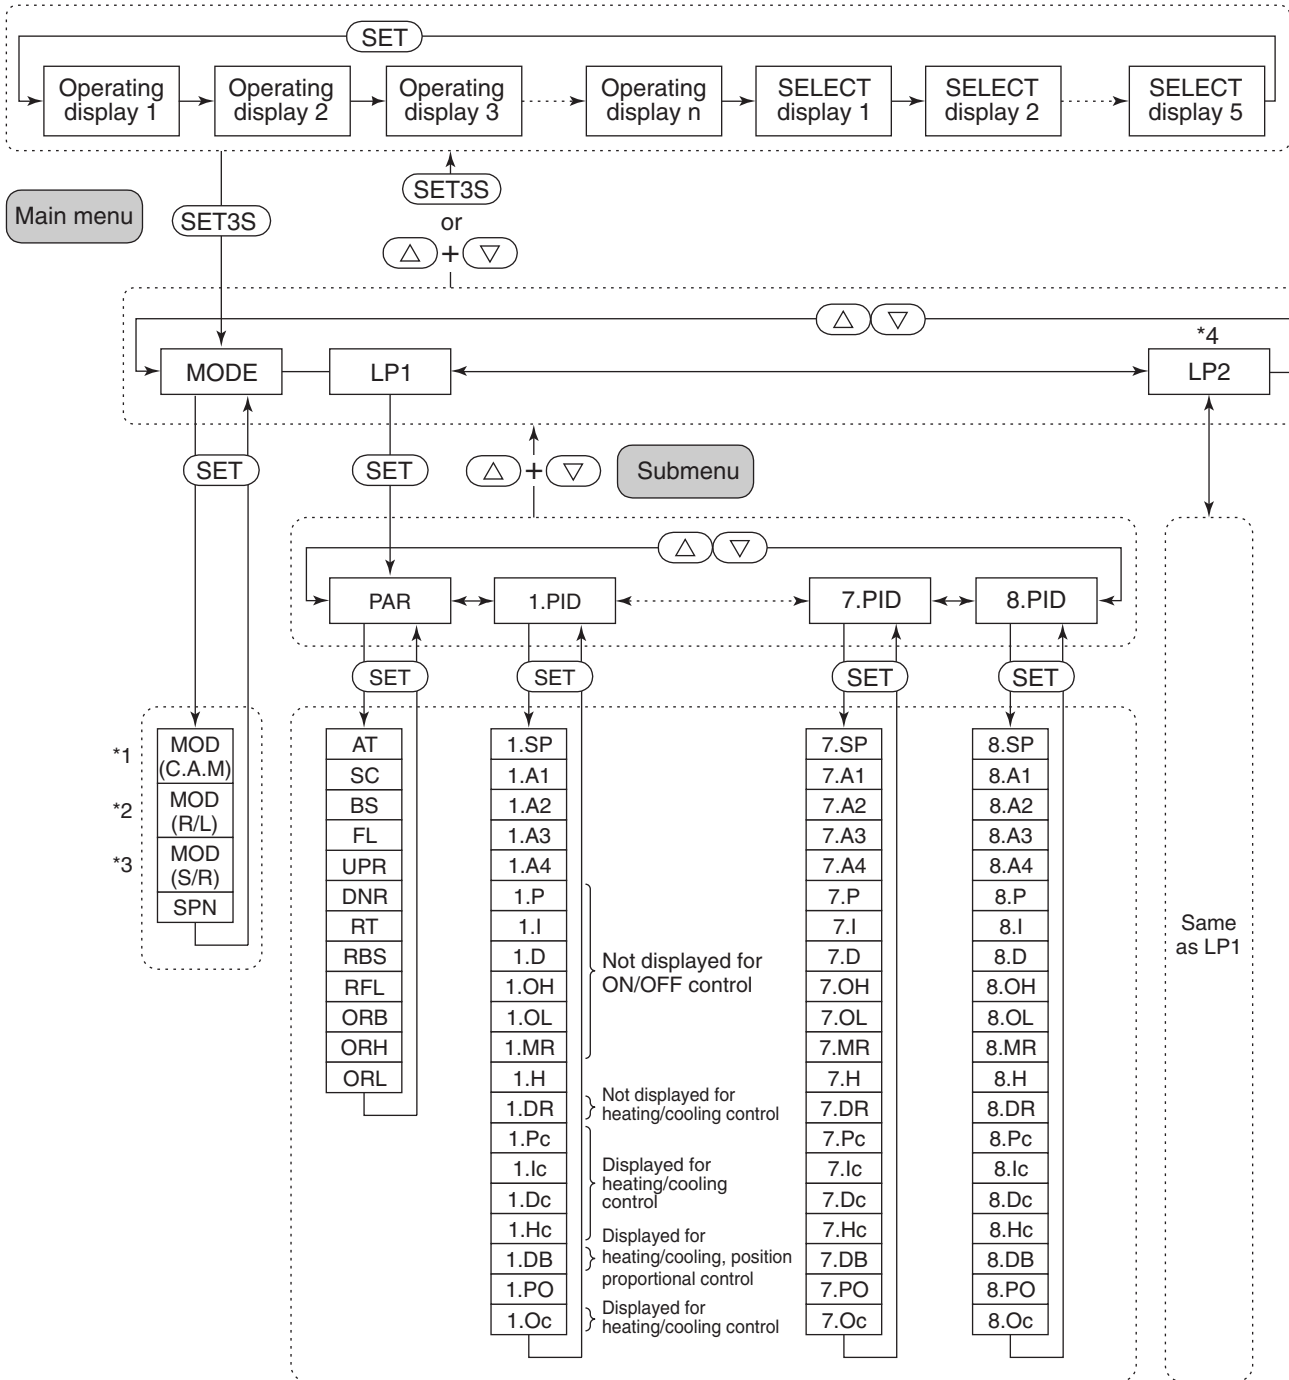 SET
Operating
display 1
Operating
display 2
Operating
display 3
Operating
display n
SELECT
display 1
SELECT
display 2
SELECT
display 5
Main menu
SET3S
SET3S
or
△ + ▽
△ ▽
MODE
LP1
*4
LP2
SET
SET
△ + ▽
Submenu
△ ▽
PAR
1.PID
7.PID
8.PID
SET
SET
SET
SET
*1
MOD
(C.A.M)
*2
MOD
(R/L)
*3
MOD
(S/R)
SPN
AT
SC
BS
FL
UPR
DNR
RT
RBS
RFL
ORB
ORH
ORL
1.SP
1.A1
1.A2
1.A3
1.A4
1.P
1.I
1.D
1.OH
1.OL
1.MR
1.H
1.DR
1.Pc
1.Ic
1.Dc
1.Hc
1.DB
1.PO
1.Oc
Not displayed for
ON/OFF control
Not displayed for
heating/cooling control
Displayed for
heating/cooling
control
Displayed for
heating/cooling, position
proportional control
Displayed for
heating/cooling control
7.SP
7.A1
7.A2
7.A3
7.A4
7.P
7.I
7.D
7.OH
7.OL
7.MR
7.H
7.DR
7.Pc
7.Ic
7.Dc
7.Hc
7.DB
7.PO
7.Oc
8.SP
8.A1
8.A2
8.A3
8.A4
8.P
8.I
8.D
8.OH
8.OL
8.MR
8.H
8.DR
8.Pc
8.Ic
8.Dc
8.Hc
8.DB
8.PO
8.Oc
Same
as LP1